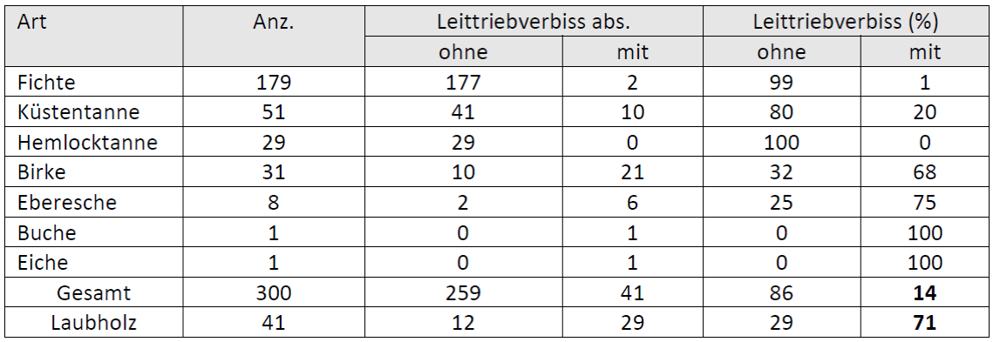 Art Anz. Leittriebverbiss abs. Leittriebverbiss (%)
ohne mit ohne mit
Fichte 179 177 2 99 1
Küstentanne 51 41 10 80 20
Hemlocktanne 29 29 0 100 0
Birke 31 10 21 32 68
Eberesche 8 2 6 25 75
Buche 1 0 1 0 100
Eiche 1 0 1 0 100
Gesamt 300 259 41 86 14
Laubholz 41 12 29 29 71